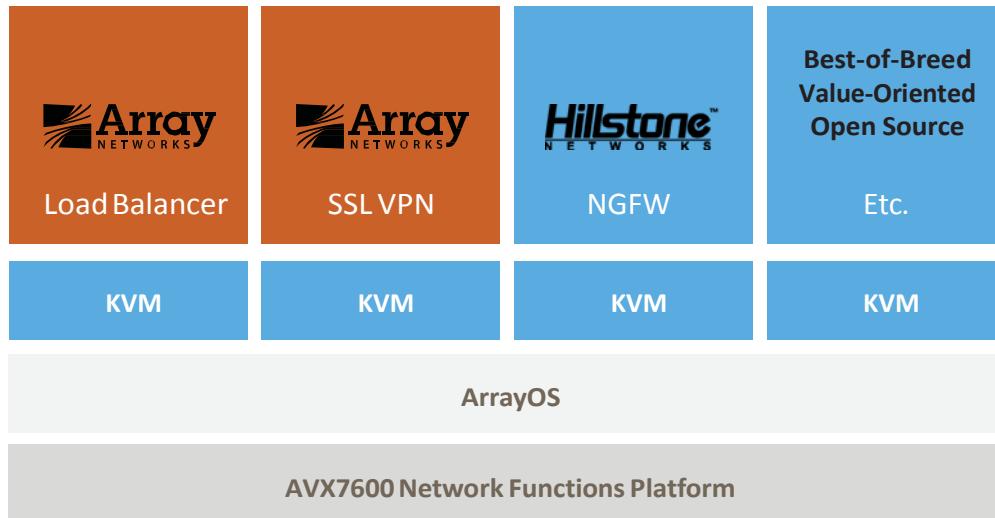 Array
NETWORKS
Load Balancer
Array
NETWORKS
SSL VPN
Hillstone™
NETWORKS
NGFW
Best-of-Breed
Value-Oriented
Open Source
Etc.
KVM
KVM
KVM
KVM
ArrayOS
AVX7600 Network Functions Platform